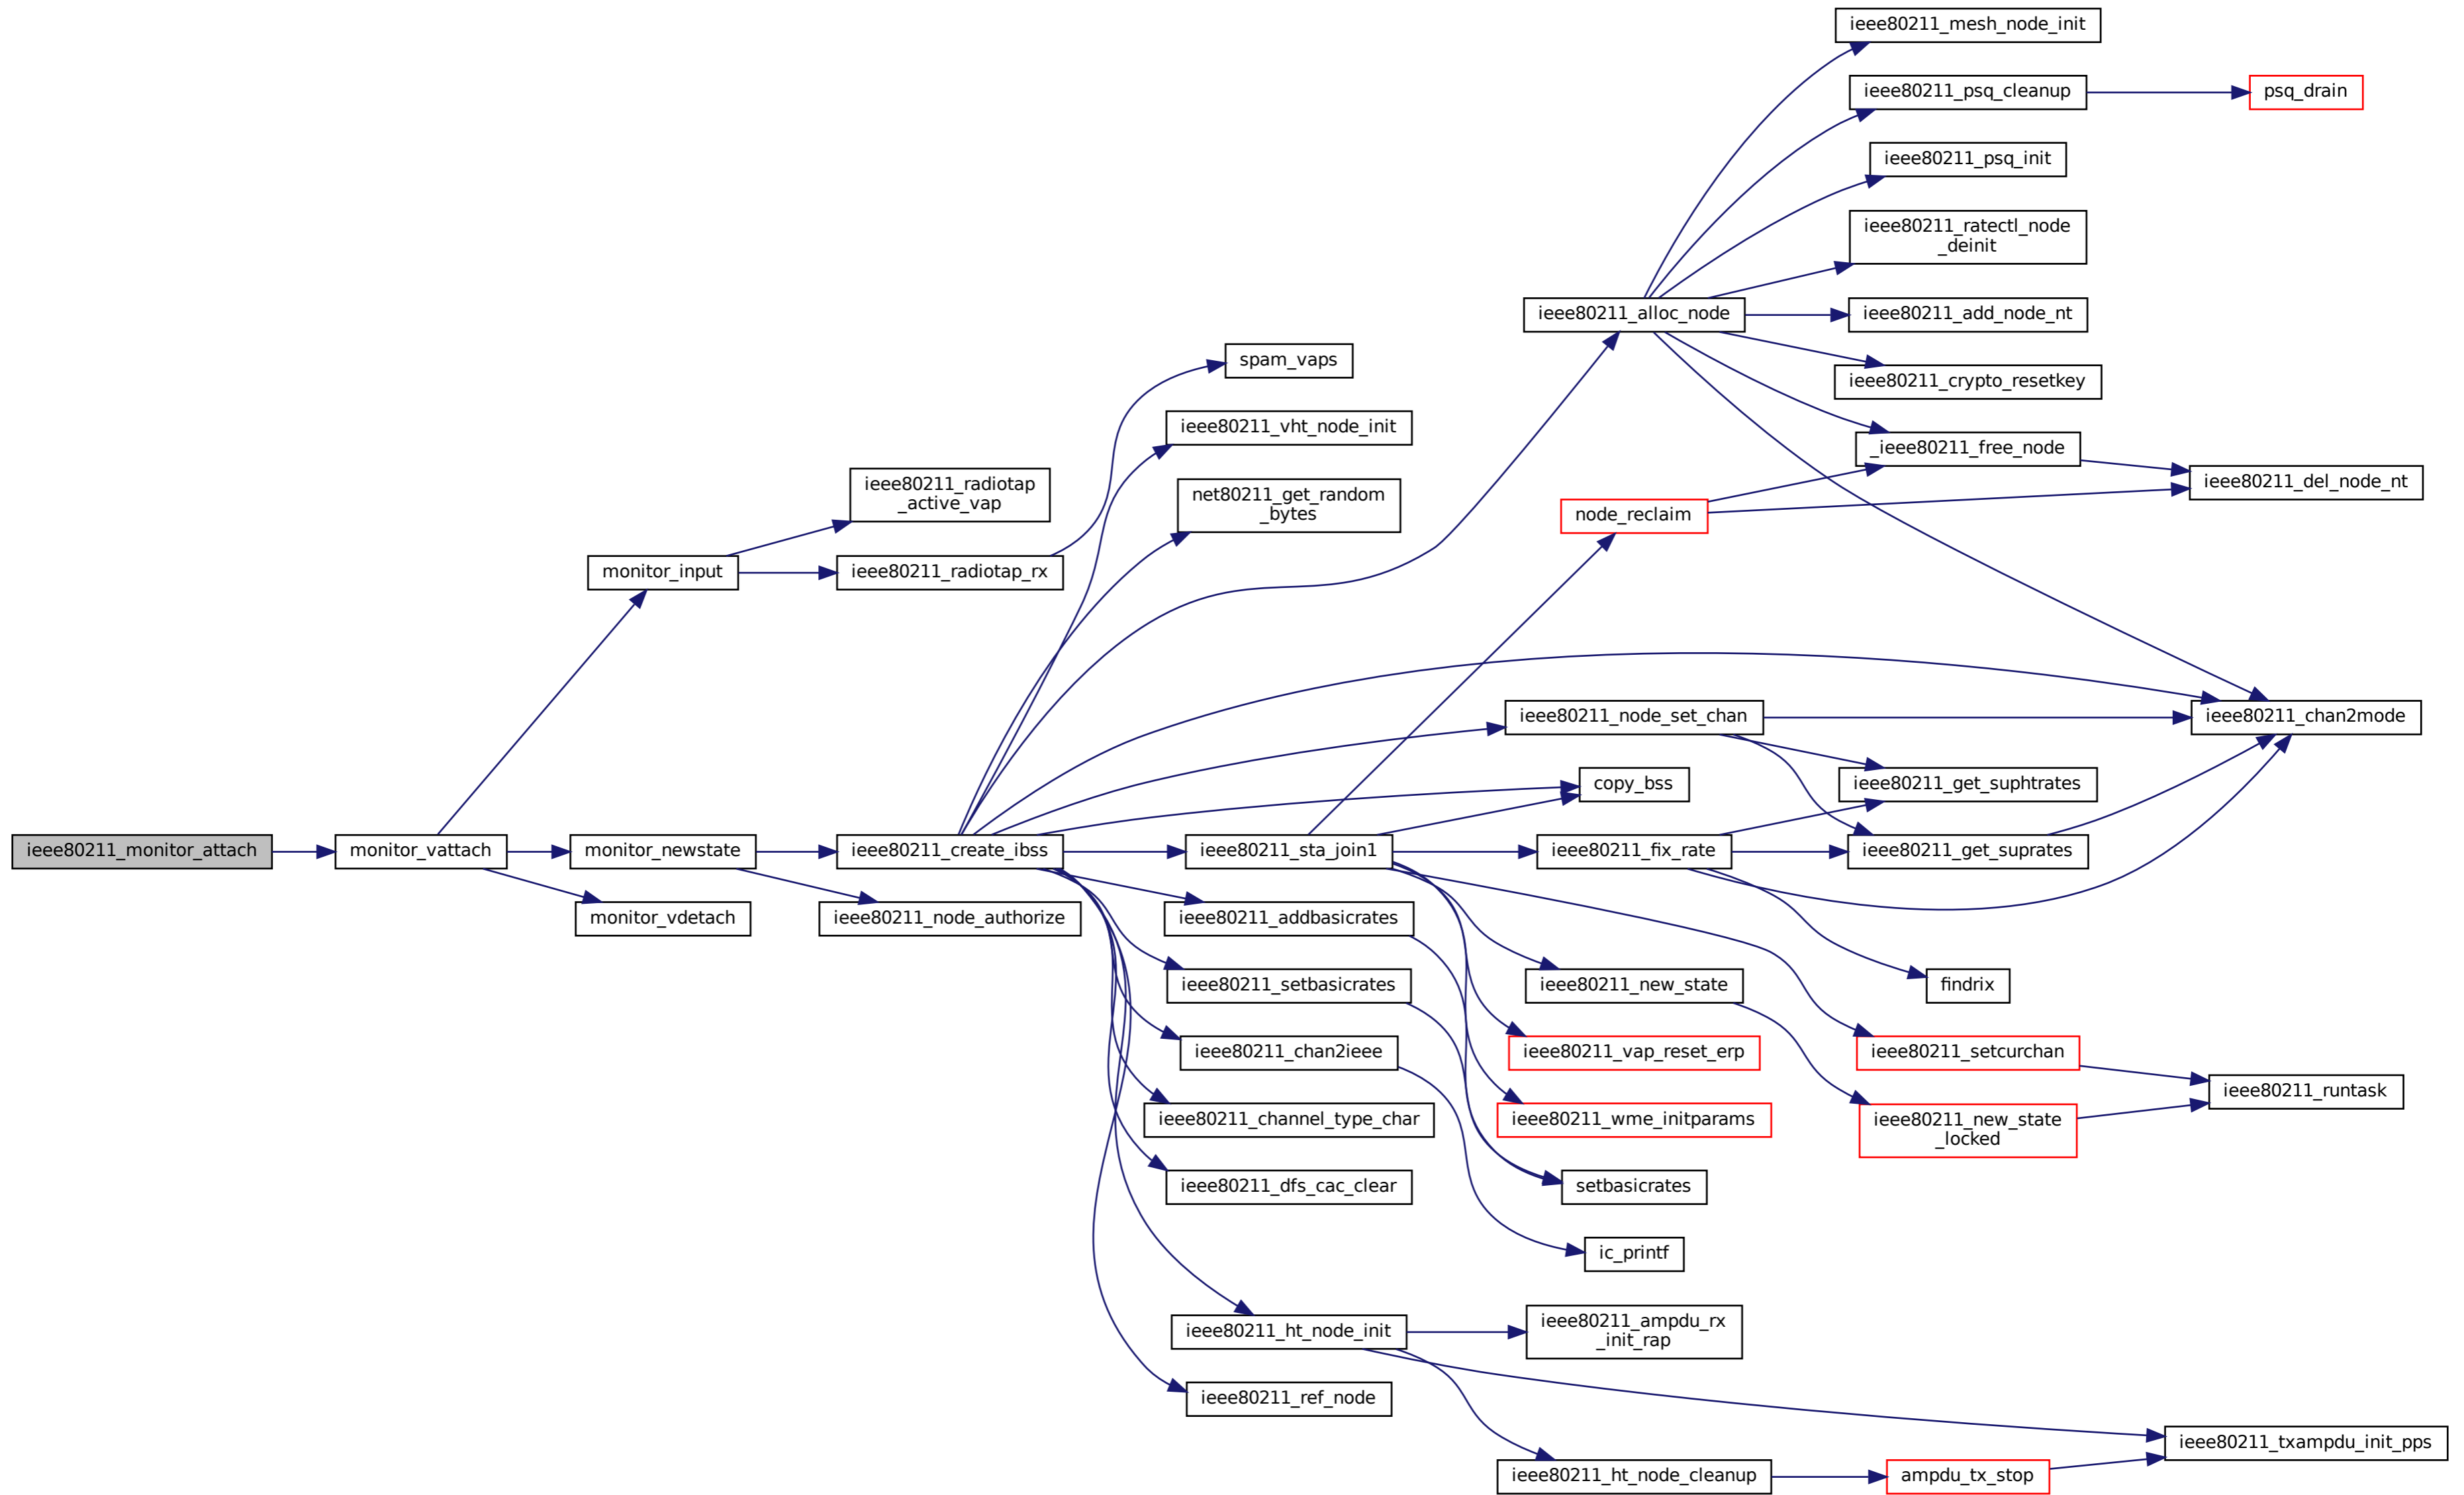 ieee80211_mesh_node_init
ieee80211_psq_cleanup
psq_drain
ieee80211_psq_init
ieee80211_ratectl_node
_deinit
ieee80211_alloc_node
ieee80211_add_node_nt
spam_vaps
ieee80211_crypto_resetkey
ieee80211_vht_node_init
_ieee80211_free_node
ieee80211_del_node_nt
ieee80211_radiotap
_active_vap
net80211_get_random
_bytes
node_reclaim
monitor_input
ieee80211_radiotap_rx
ieee80211_node_set_chan
ieee80211_chan2mode
copy_bss
ieee80211_get_suphtrates
ieee80211_monitor_attach
monitor_vattach
monitor_newstate
ieee80211_create_ibss
ieee80211_sta_join1
ieee80211_fix_rate
ieee80211_get_suprates
monitor_vdetach
ieee80211_node_authorize
ieee80211_addbasicrates
ieee80211_setbasicrates
ieee80211_new_state
findrix
ieee80211_chan2ieee
ieee80211_vap_reset_erp
ieee80211_setcurchan
ieee80211_runtask
ieee80211_channel_type_char
ieee80211_wme_initparams
ieee80211_new_state
_locked
ieee80211_dfs_cac_clear
setbasicrates
ic_printf
ieee80211_ht_node_init
ieee80211_ampdu_rx
_init_rap
ieee80211_ref_node
ieee80211_txampdu_init_pps
ieee80211_ht_node_cleanup
ampdu_tx_stop